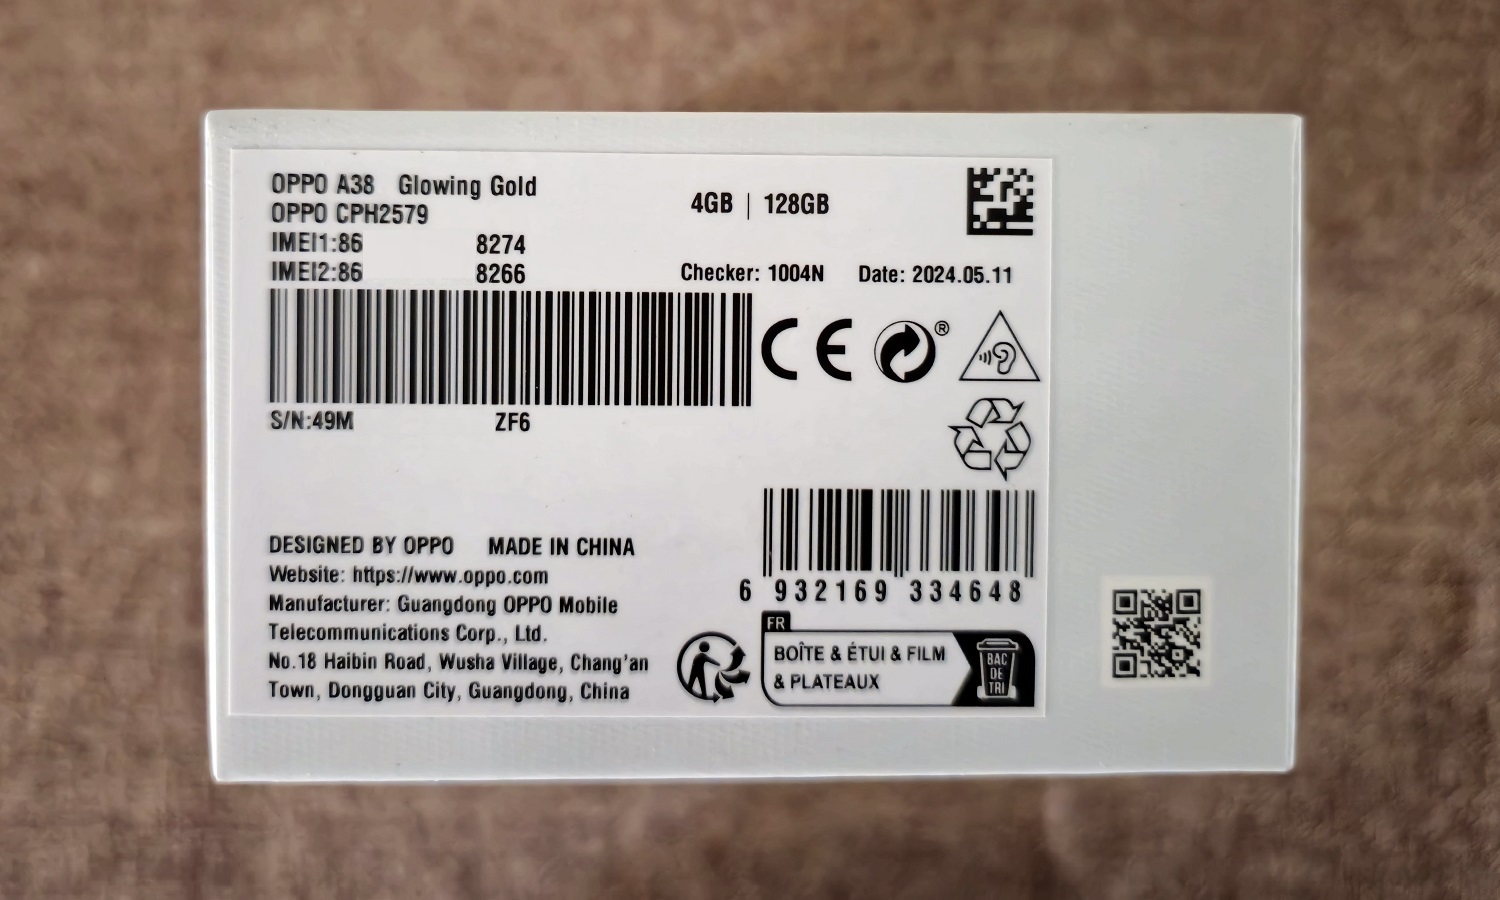 OPPO A38 Glowing Gold
OPPO CPH2579
4GB | 128GB
IMEI1:86 8274
IMEI2:86 8266
Checker: 1004N Date: 2024.05.11
CE
®
S/N:49M ZF6
DESIGNED BY OPPO MADE IN CHINA
Website: https://www.oppo.com
Manufacturer: Guangdong OPPO Mobile
Telecommunications Corp., Ltd.
No.18 Haibin Road, Wusha Village, Chang'an
Town, Dongguan City, Guangdong, China
6 932169 334648
FR
BOÎTE & ÉTUI & FILM
& PLATEAUX
BAC
DE
TRI